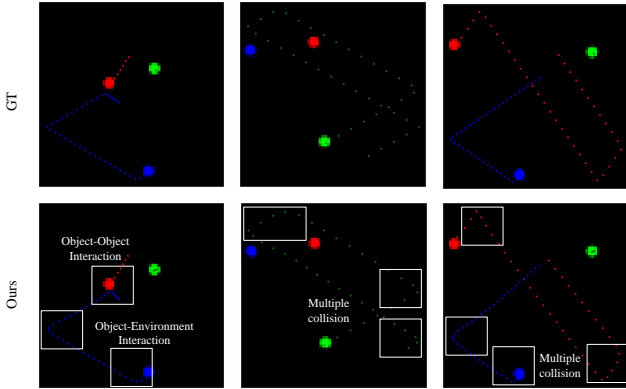 GT
Ours
Object-Object
Interaction
Object-Environment
Interaction
Multiple
collision
Multiple
collision